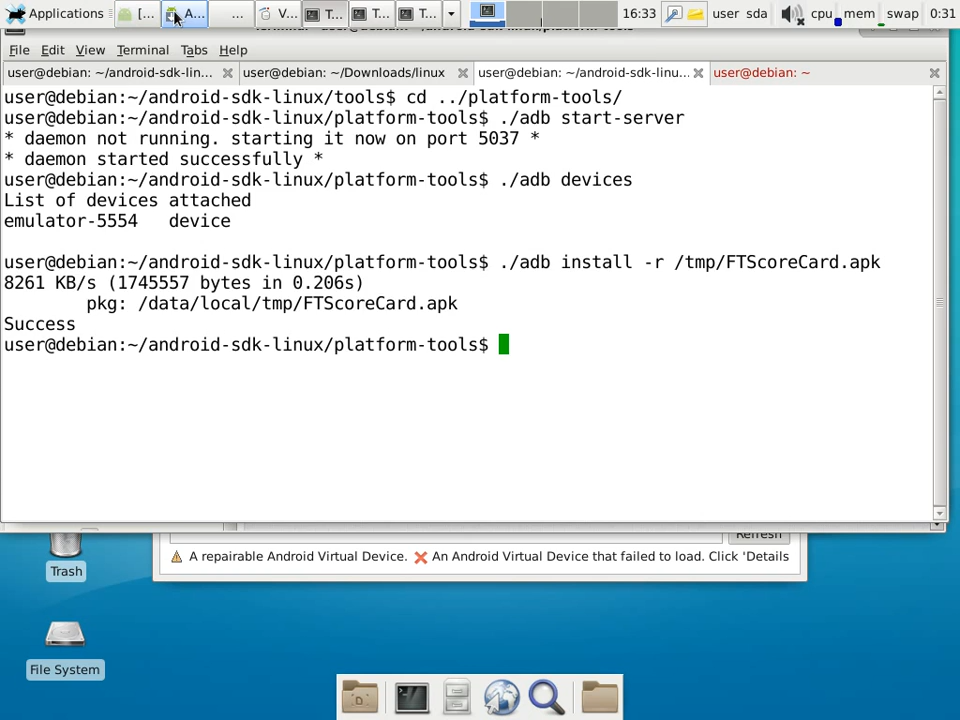 Applications
[...
A...
...
V...
T...
T...
T...
16:33
user
sda
cpu
mem
swap
0:31
File Edit View Terminal Tabs Help
user@debian: ~/android-sdk-lin...
user@debian: ~/Downloads/linux
user@debian: ~/android-sdk-linu...
user@debian: ~
user@debian:~/android-sdk-linux/tools$ cd ../platform-tools/
user@debian:~/android-sdk-linux/platform-tools$ ./adb start-server
* daemon not running. starting it now on port 5037 *
* daemon started successfully *
user@debian:~/android-sdk-linux/platform-tools$ ./adb devices
List of devices attached
emulator-5554   device
user@debian:~/android-sdk-linux/platform-tools$ ./adb install -r /tmp/FTScoreCard.apk
8261 KB/s (1745557 bytes in 0.206s)
        pkg: /data/local/tmp/FTScoreCard.apk
Success
user@debian:~/android-sdk-linux/platform-tools$
Refresh
A repairable Android Virtual Device.
An Android Virtual Device that failed to load. Click 'Details
Trash
File System